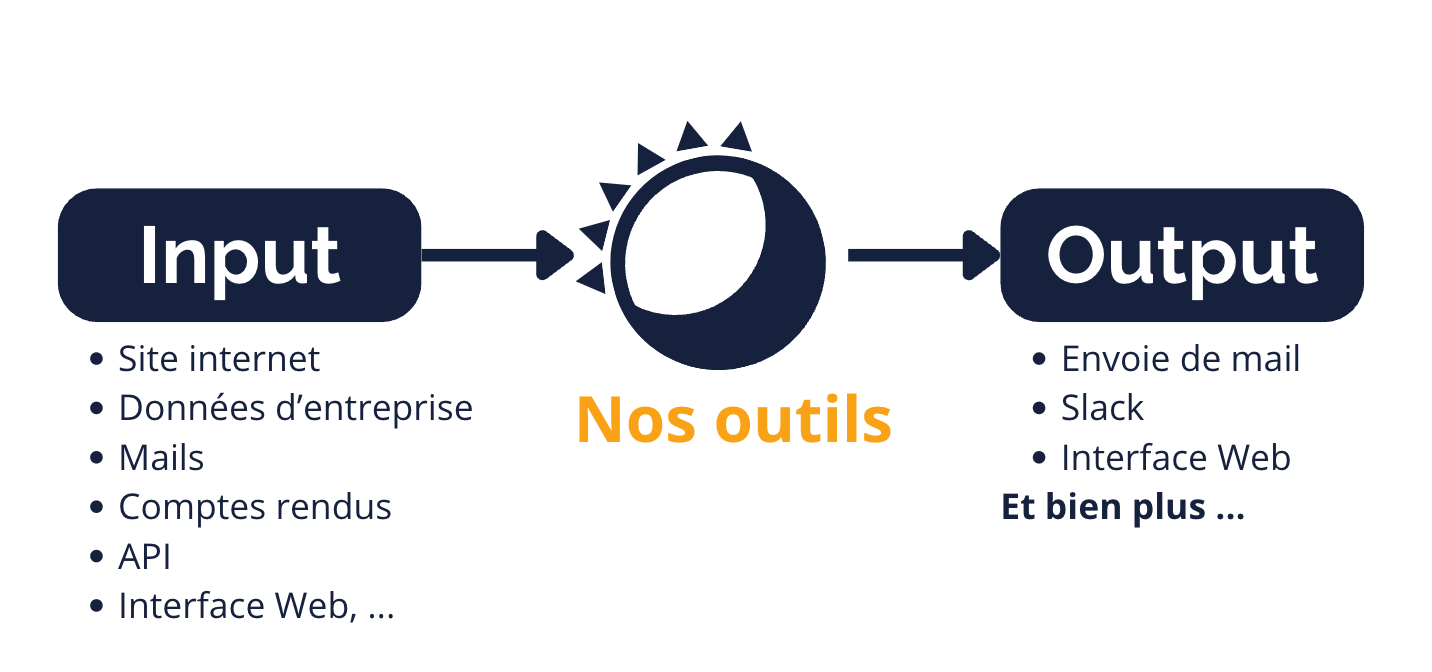 Input
Output
• Site internet
• Données d’entreprise
• Mails
• Comptes rendus
• API
• Interface Web, ...
Nos outils
• Envoie de mail
• Slack
• Interface Web
Et bien plus ...